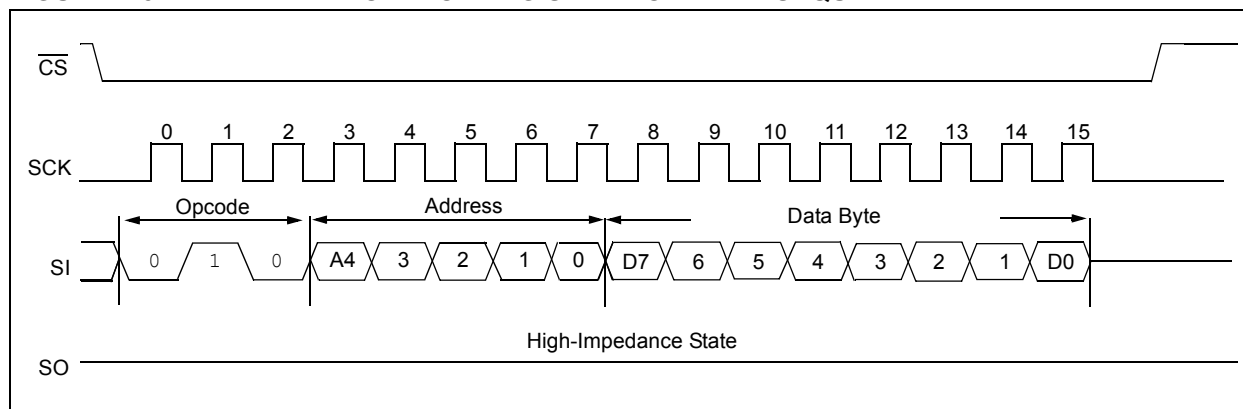 CS
0 1 2 3 4 5 6 7 8 9 10 11 12 13 14 15
SCK
Opcode Address Data Byte
SI 0 1 0 A4 3 2 1 0 D7 6 5 4 3 2 1 D0
High-Impedance State
SO